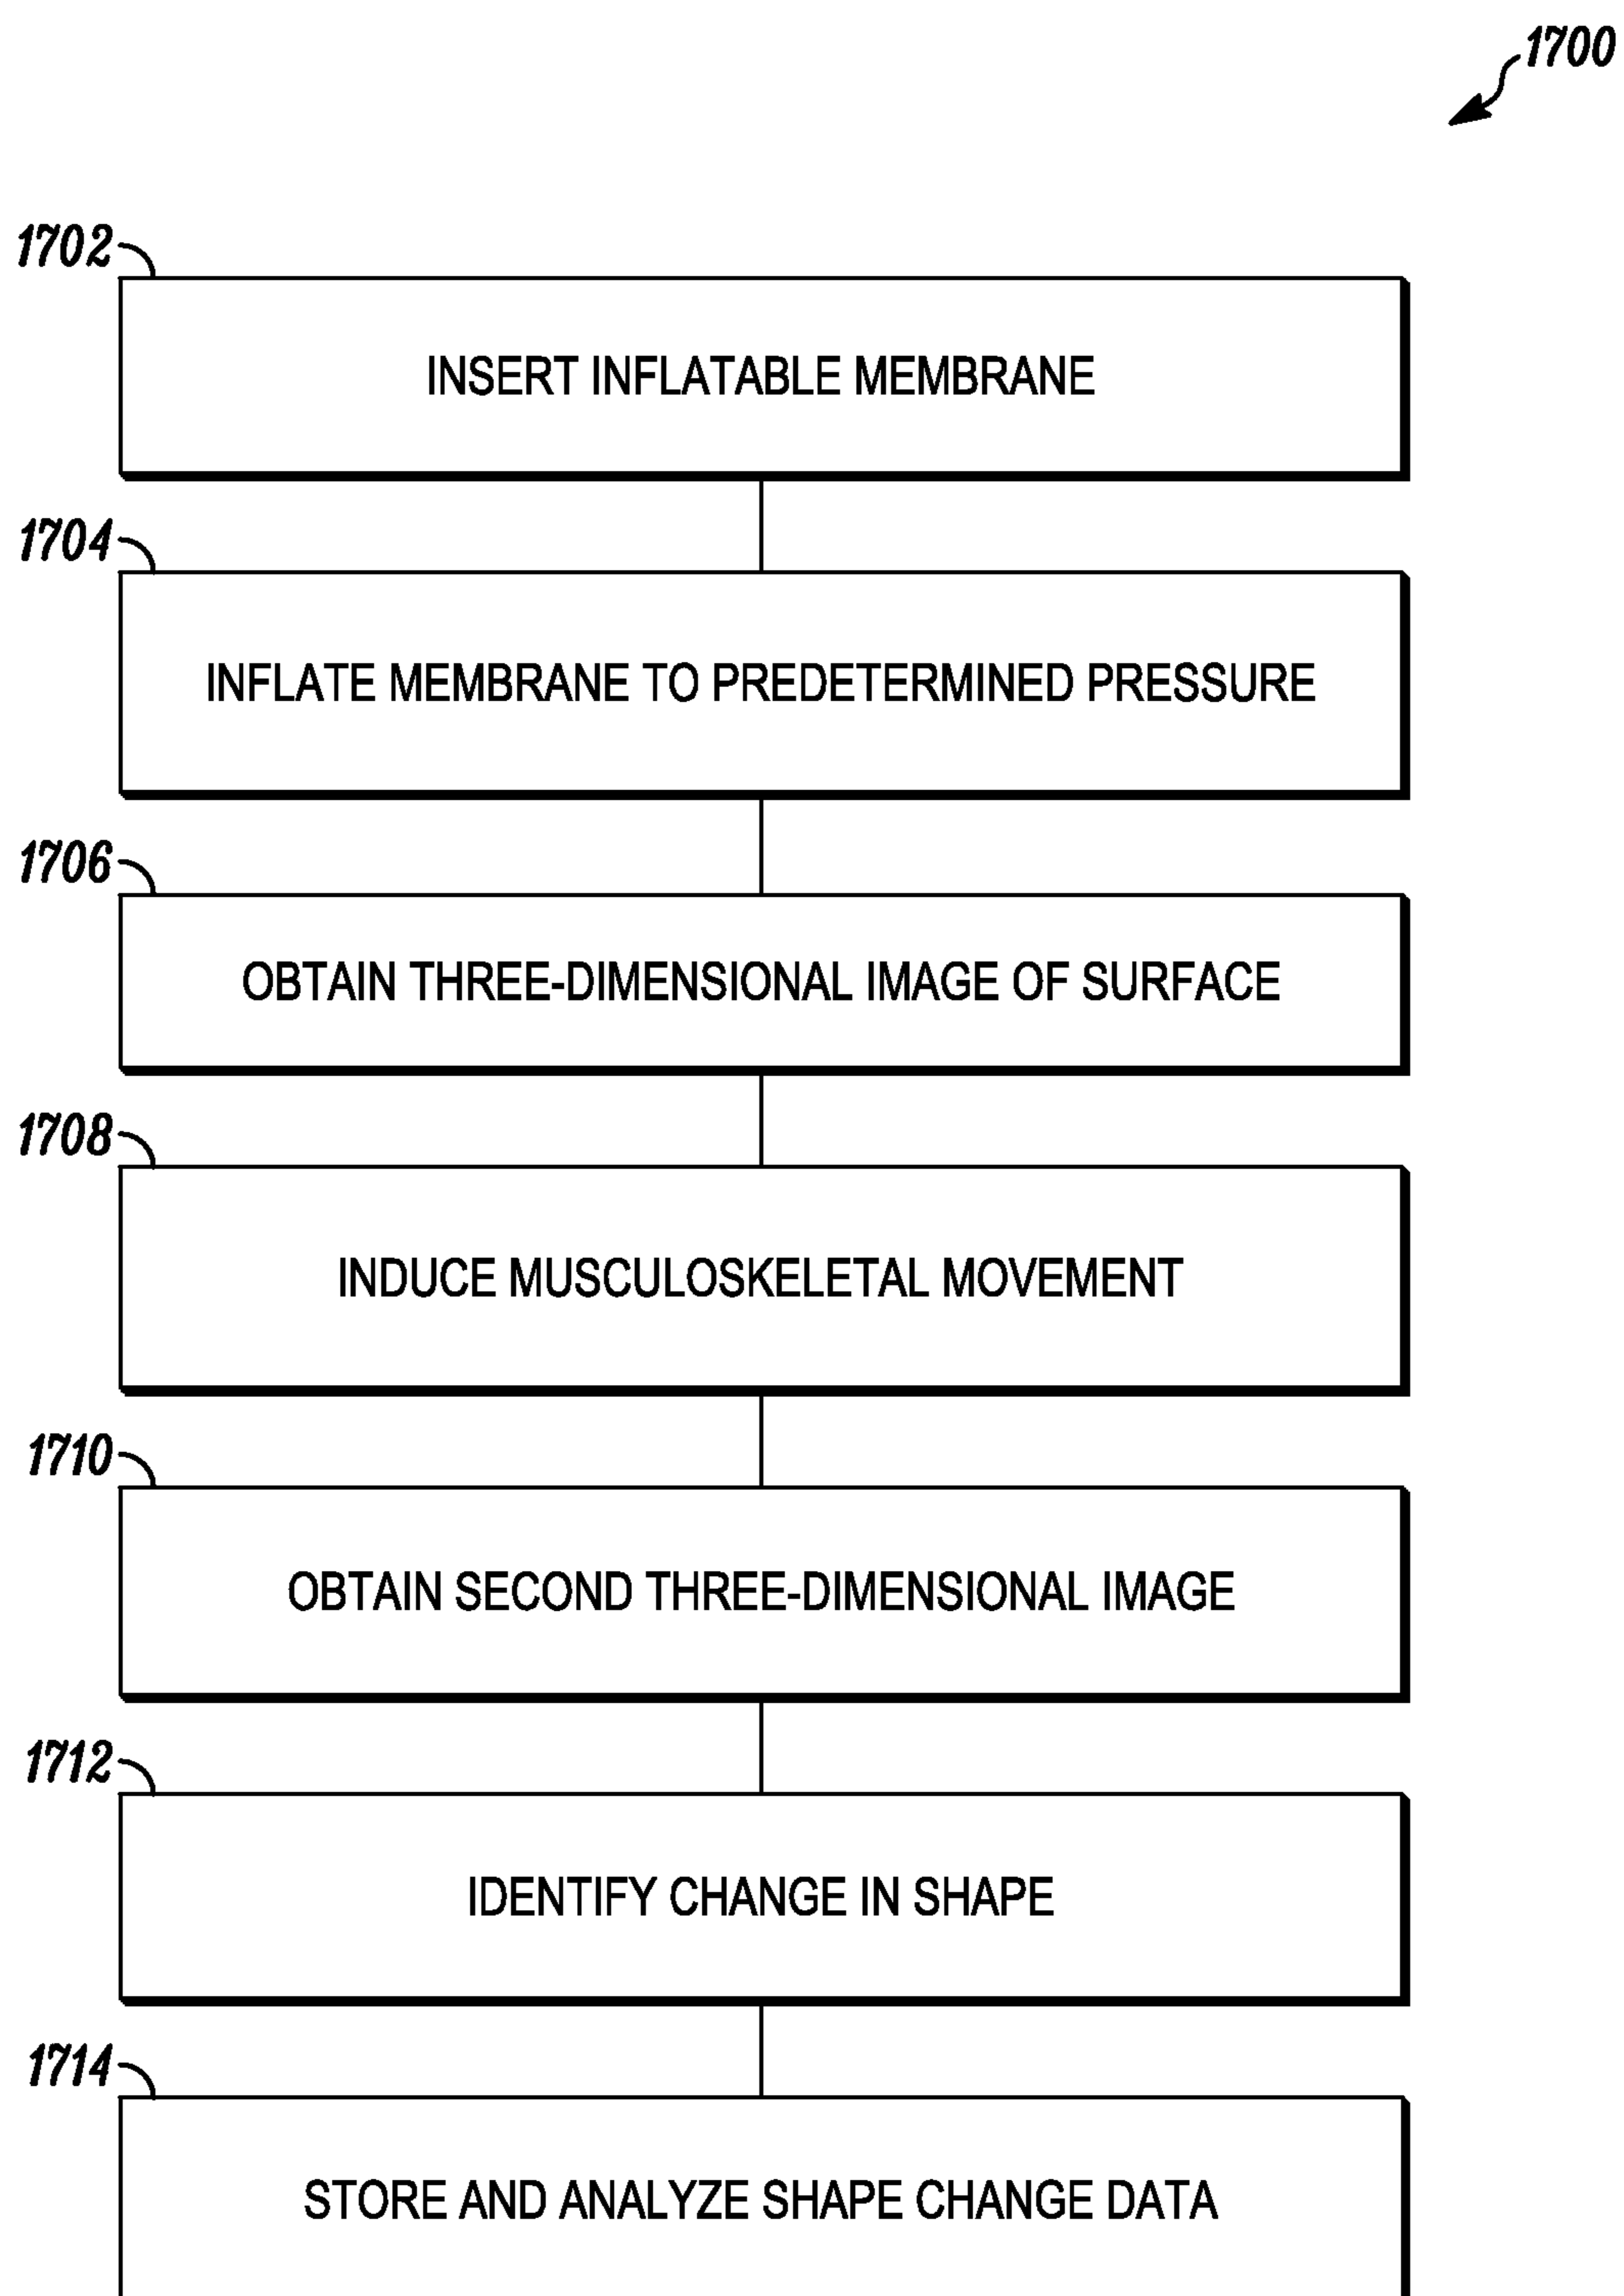 1700
1702
INSERT INFLATABLE MEMBRANE
1704
INFLATE MEMBRANE TO PREDETERMINED PRESSURE
1706
OBTAIN THREE-DIMENSIONAL IMAGE OF SURFACE
1708
INDUCE MUSCULOSKELETAL MOVEMENT
1710
OBTAIN SECOND THREE-DIMENSIONAL IMAGE
1712
IDENTIFY CHANGE IN SHAPE
1714
STORE AND ANALYZE SHAPE CHANGE DATA